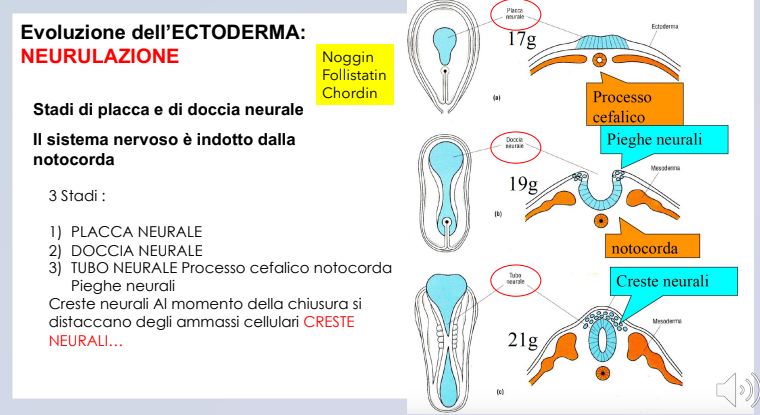 Evoluzione dell'ECTODERMA:
NEURULAZIONE
Noggin
Follistatin
Chordin
Stadi di placca e di doccia neurale
Il sistema nervoso è indotto dalla
notocorda
3 Stadi :
1) PLACCA NEURALE
2) DOCCIA NEURALE
3) TUBO NEURALE Processo cefalico notocorda
Pieghe neurali
Creste neurali Al momento della chiusura si
distaccano degli ammassi cellulari CRESTE
NEURALI...
Placca
neurale
17g
Ectoderma
(a)
Processo
cefalico
Pieghe neurali
Doccia
neurale
Mesoderma
19g
(b)
notocorda
Creste neurali
Tubo
neurale
Mesoderma
21g
(c)